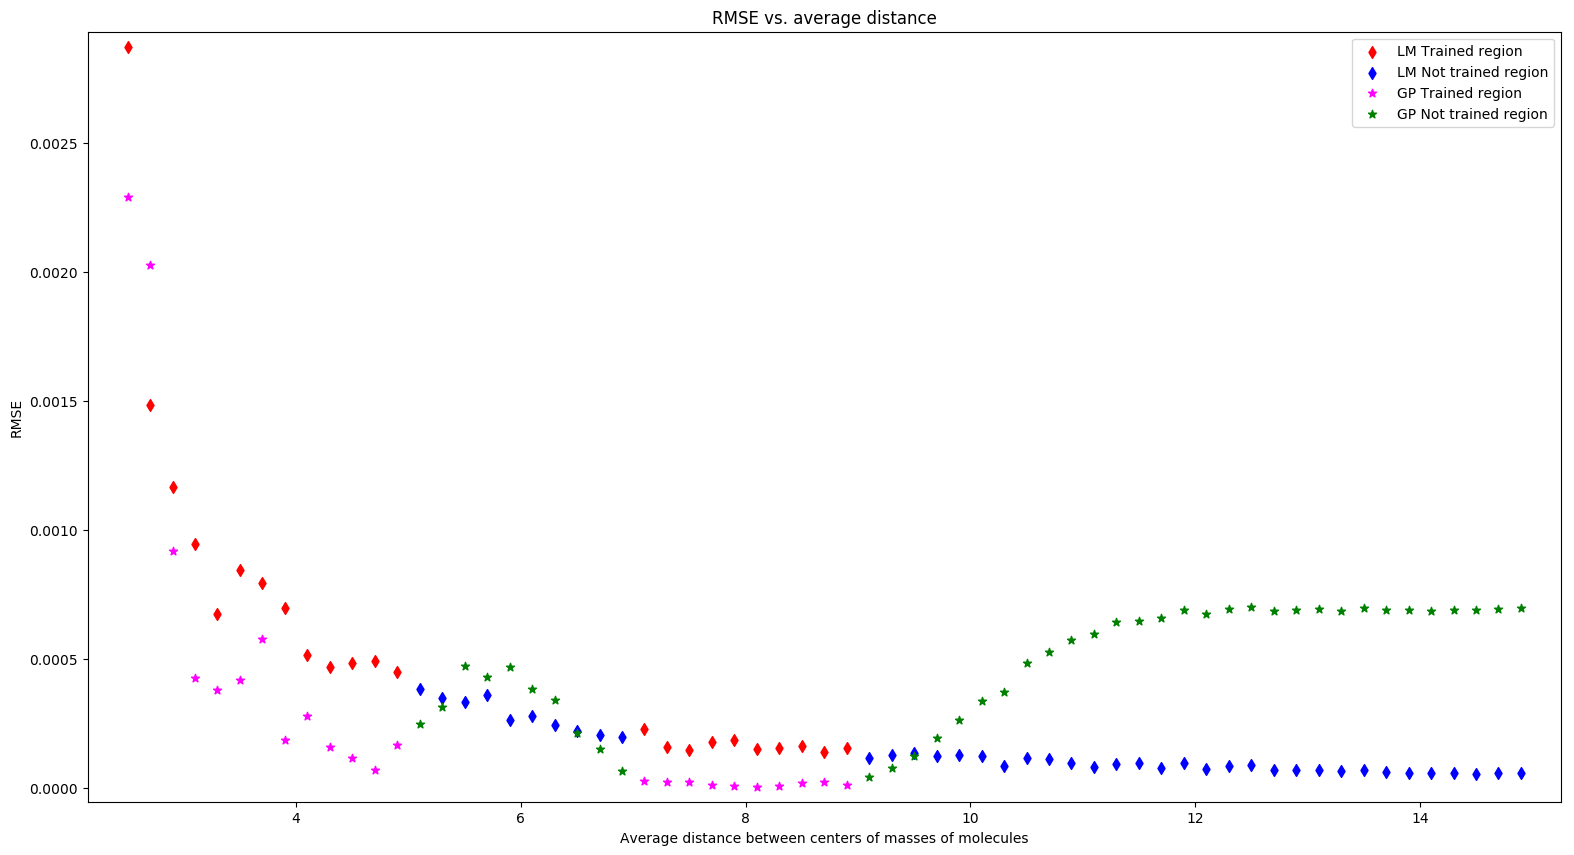 RMSE vs. average distance
LM Trained region
LM Not trained region
GP Trained region
GP Not trained region
RMSE
0.0025
0.0020
0.0015
0.0010
0.0005
0.0000
4
6
8
10
12
14
Average distance between centers of masses of molecules